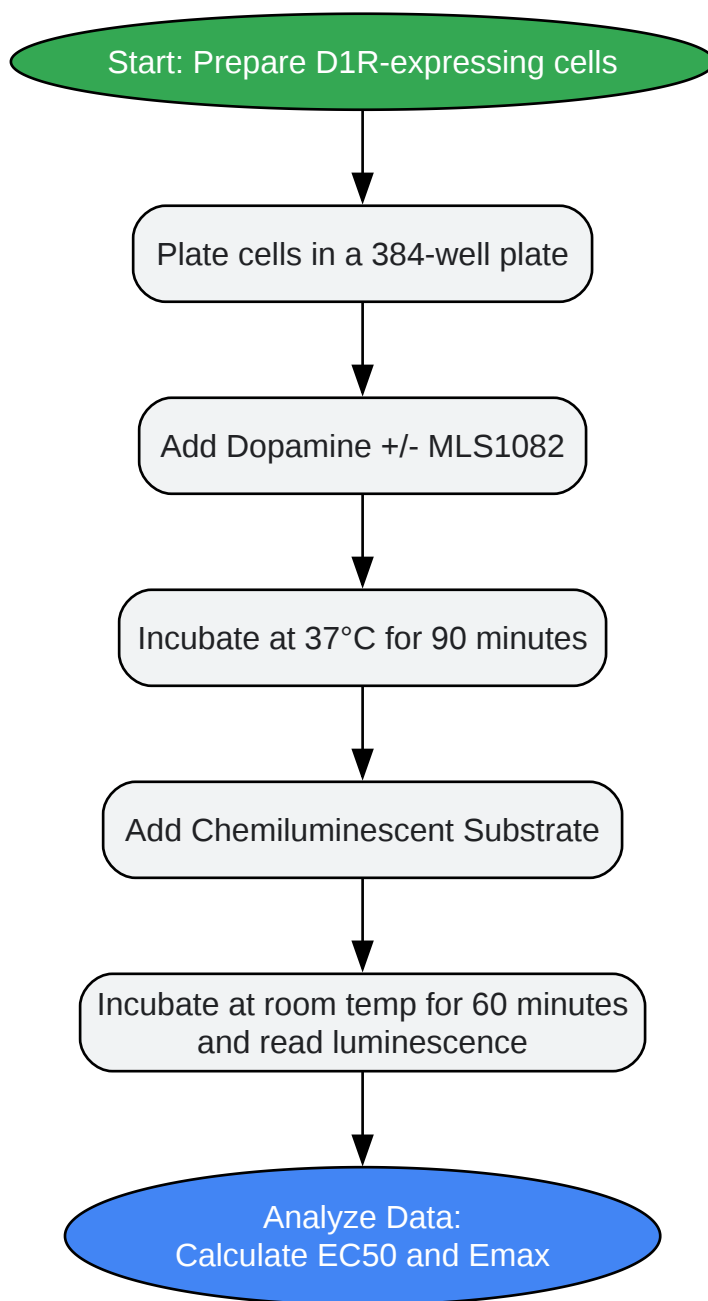 Start: Prepare D1R-expressing cells
Plate cells in a 384-well plate
Add Dopamine +/- MLS1082
Incubate at 37°C for 90 minutes
Add Chemiluminescent Substrate
Incubate at room temp for 60 minutes
and read luminescence
Analyze Data:
Calculate EC50 and Emax